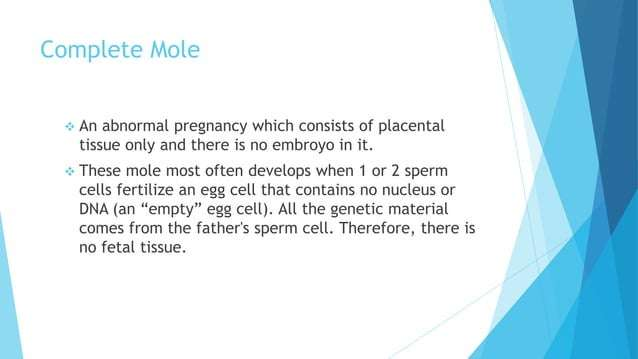 Complete Mole
An abnormal pregnancy which consists of placental
tissue only and there is no embroyo in it.
These mole most often develops when 1 or 2 sperm
cells fertilize an egg cell that contains no nucleus or
DNA (an “empty” egg cell). All the genetic material
comes from the father's sperm cell. Therefore, there is
no fetal tissue.